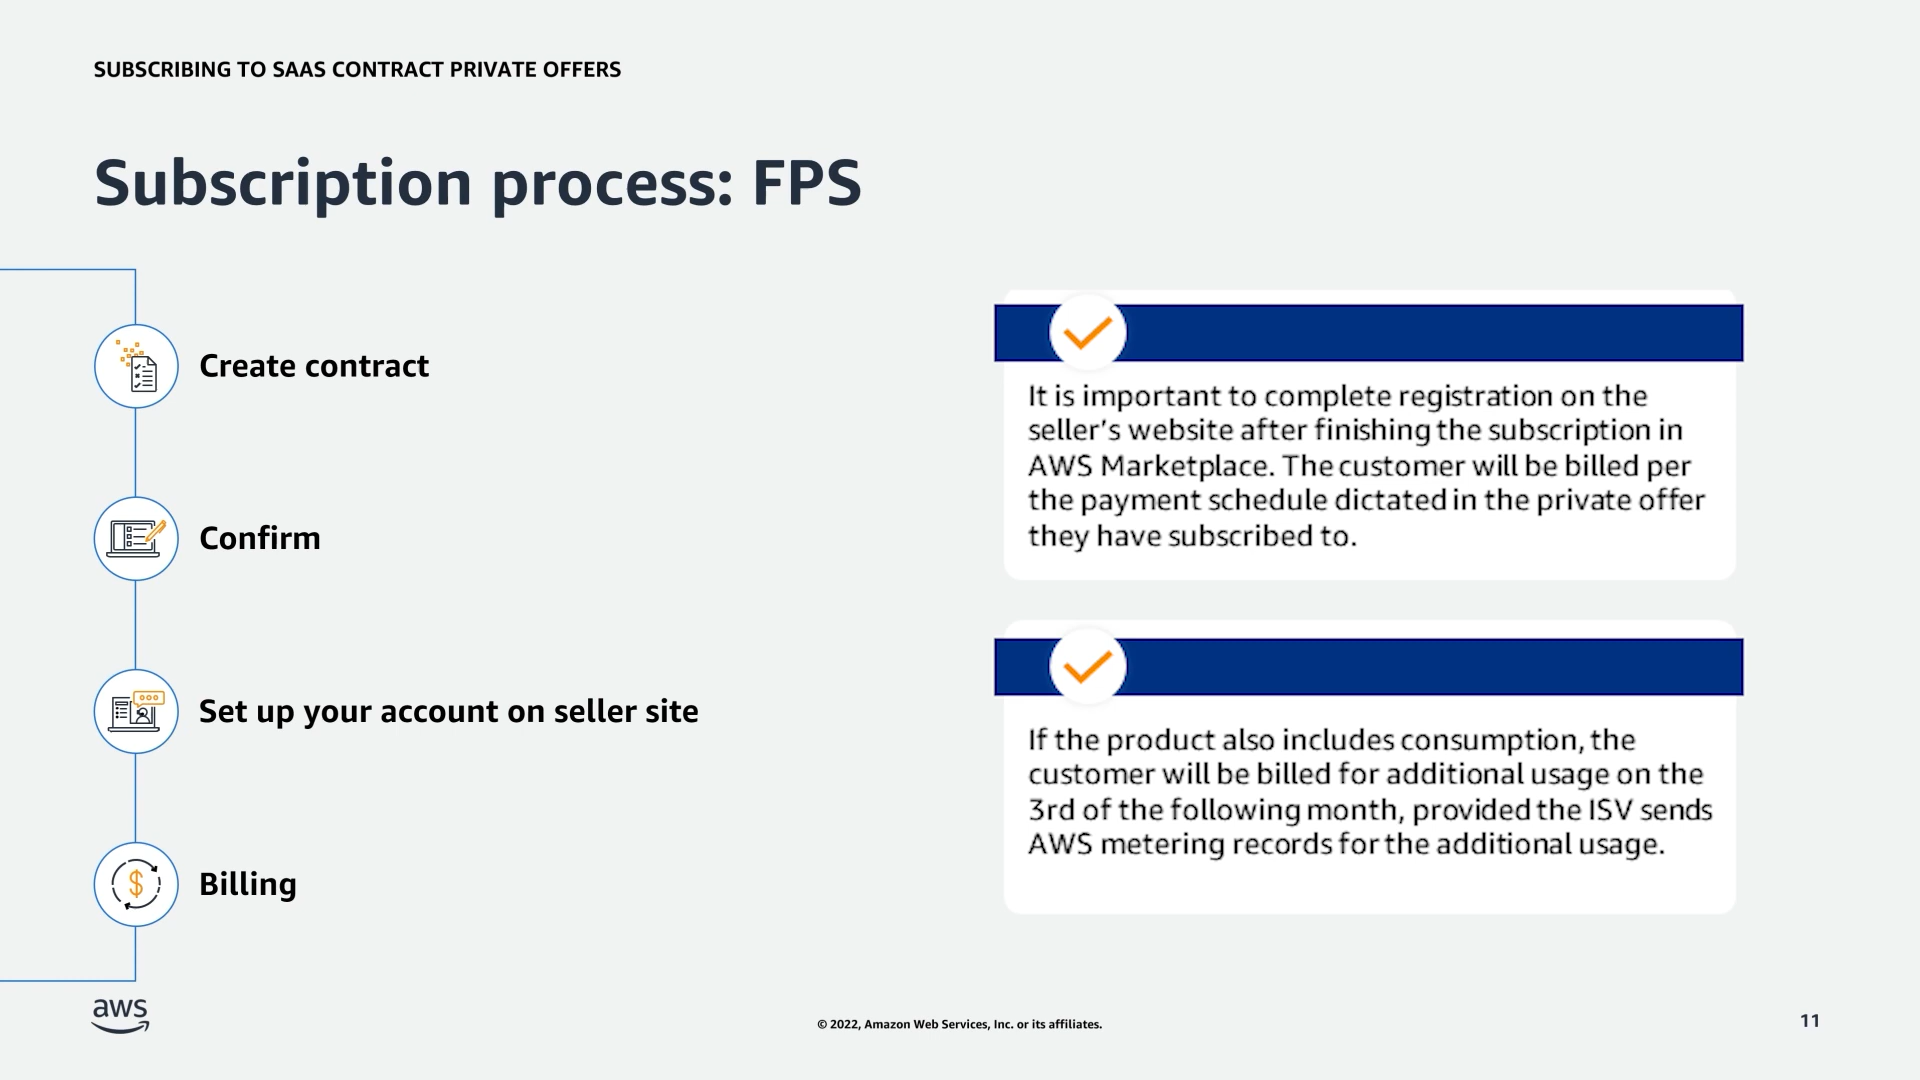 SUBSCRIBING TO SAAS CONTRACT PRIVATE OFFERS
Subscription process: FPS
Create contract
Confirm
Set up your account on seller site
Billing
It is important to complete registration on the
seller's website after finishing the subscription in
AWS Marketplace. The customer will be billed per
the payment schedule dictated in the private offer
they have subscribed to.
If the product also includes consumption, the
customer will be billed for additional usage on the
3rd of the following month, provided the ISV sends
AWS metering records for the additional usage.
aws
© 2022, Amazon Web Services, Inc. or its affiliates.
11